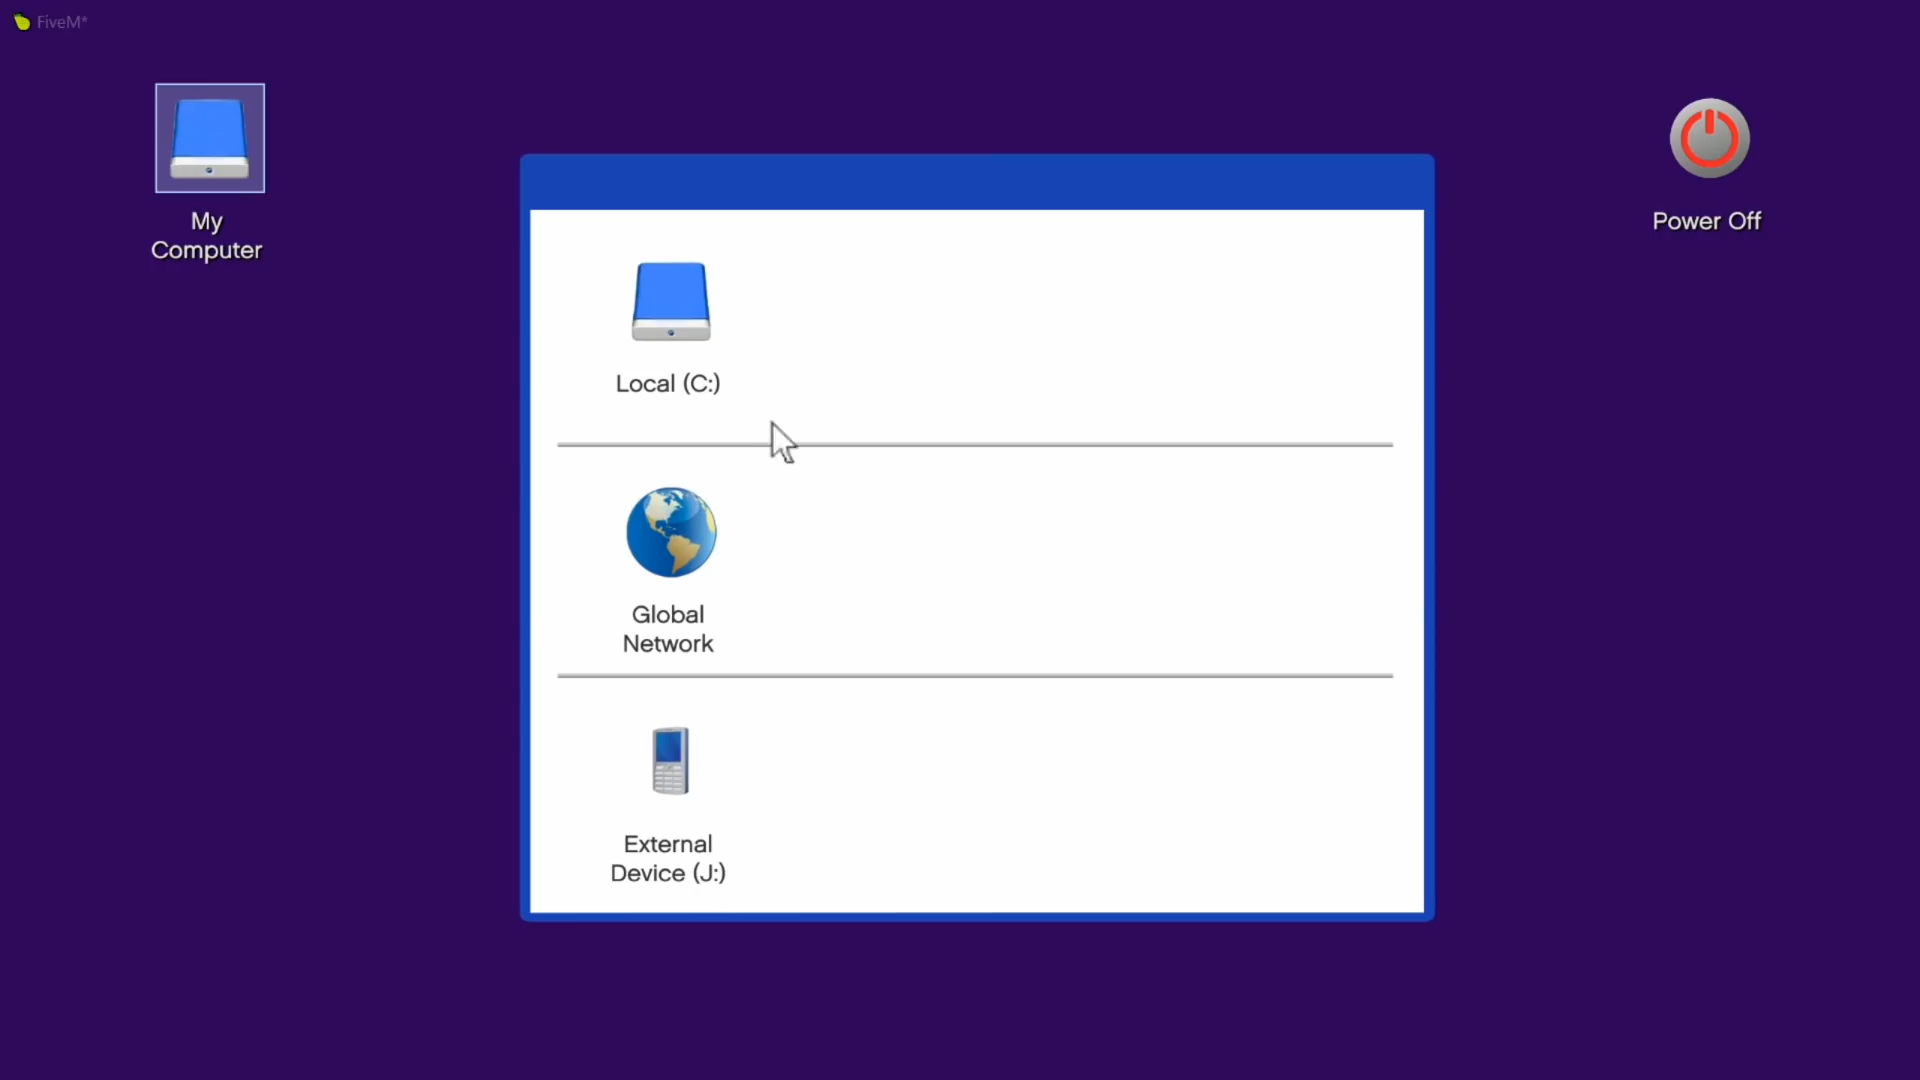 FiveM*
My
Computer
Power Off
Local (C:)
Global
Network
External
Device (J:)